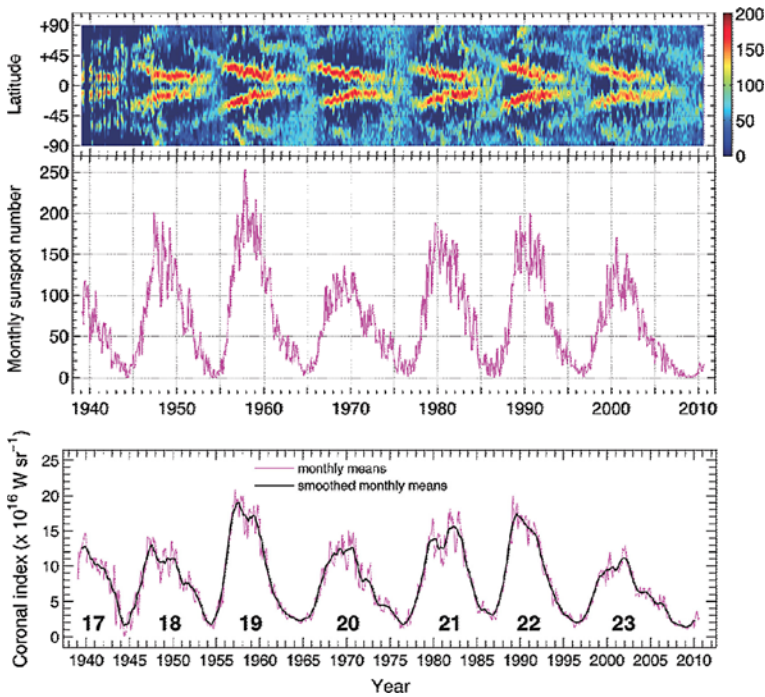 +90
+45
0
-45
-90
Latitude
200
150
100
50
0
250
200
150
100
50
0
Monthly sunspot number
1940 1950 1960 1970 1980 1990 2000 2010
Coronal index (x 10^16 W sr^−1)
25
20
15
10
5
0
monthly means
smoothed monthly means
17 18 19 20 21 22 23
1940 1945 1950 1955 1960 1965 1970 1975 1980 1985 1990 1995 2000 2005 2010
Year